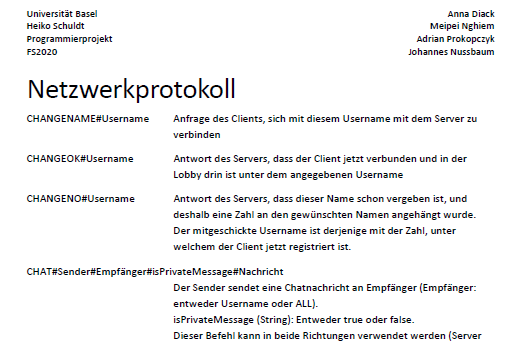 Universität Basel
Anna Diack
Heiko Schuldt
Meipei Nghiem
Programmierprojekt
Adrian Prokopczyk
FS2020
Johannes Nussbaum
Netzwerkprotokoll
CHANGENAME#Username Anfrage des Clients, sich mit diesem Username mit dem Server zu
verbinden
CHANGEOK#Username Antwort des Servers, dass der Client jetzt verbunden und in der
Lobby drin ist unter dem angegebenen Username
CHANGENO#Username Antwort des Servers, dass dieser Name schon vergeben ist, und
deshalb eine Zahl an den gewünschten Namen angehängt wurde.
Der mitgeschickte Username ist derjenige mit der Zahl, unter
welchem der Client jetzt registriert ist.
CHAT#Sender#Empfänger#isPrivateMessage#Nachricht
Der Sender sendet eine Chatnachricht an Empfänger (Empfänger:
entweder Username oder ALL).
isPrivateMessage (String): Entweder true oder false.
Dieser Befehl kann in beide Richtungen verwendet werden (Server